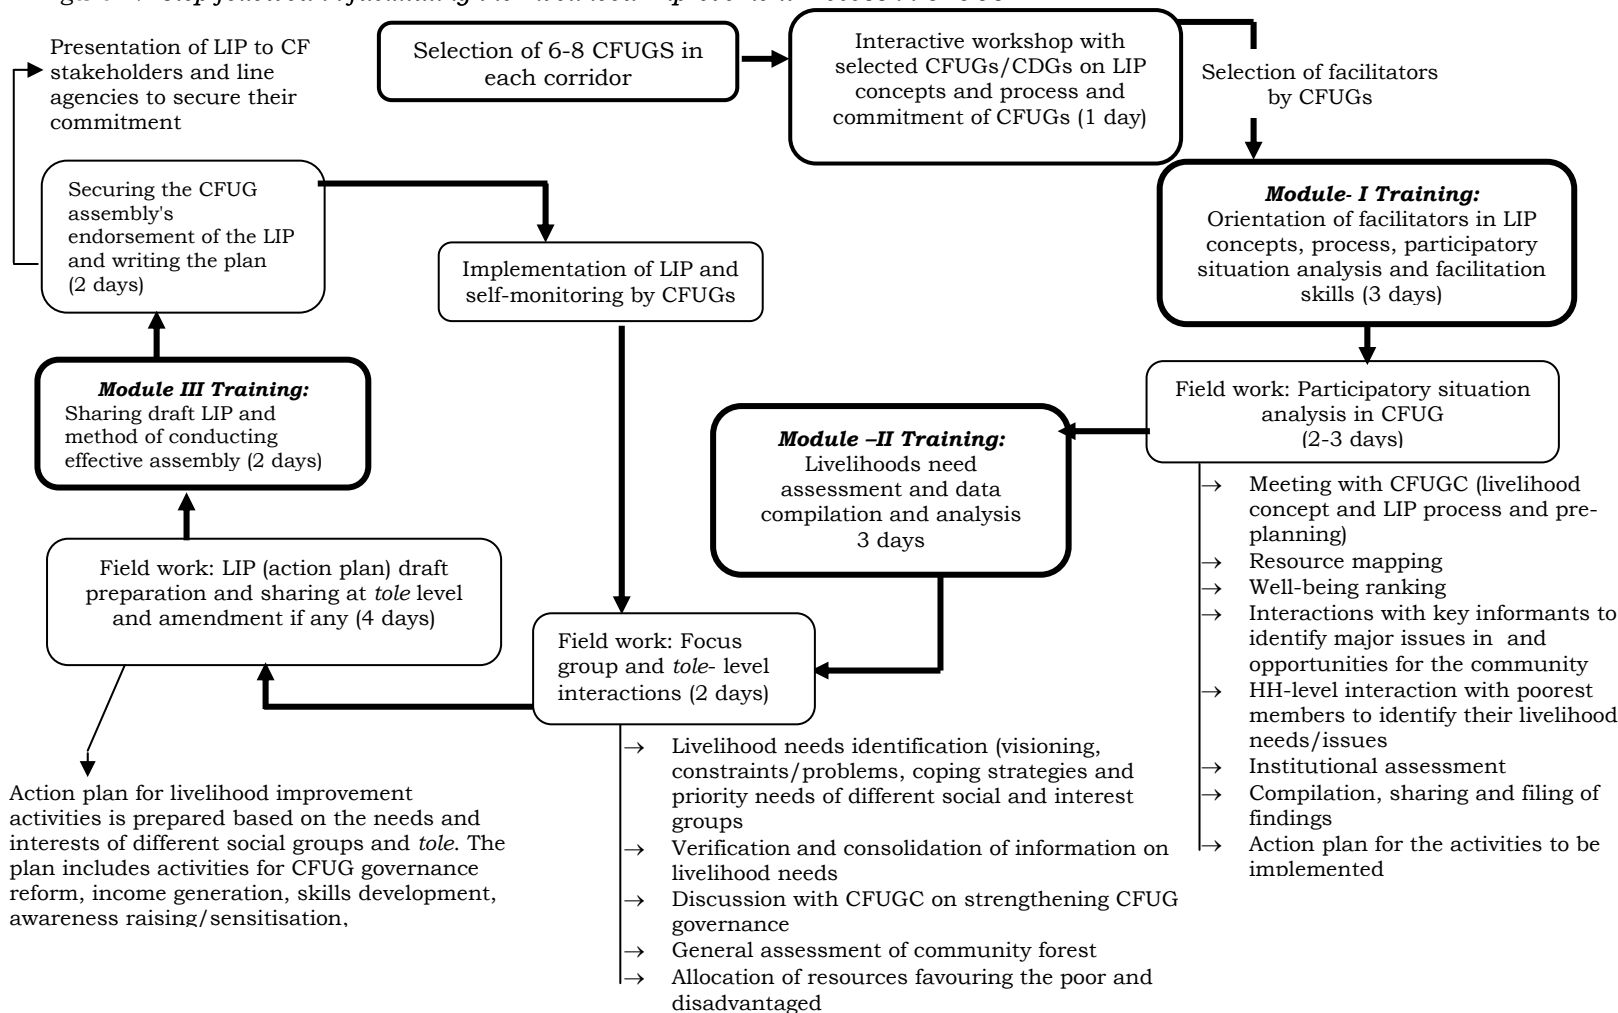 Selection of 6-8 CFUGS in
each corridor
Interactive workshop with
selected CFUGs/CDGs on LIP
concepts and process and
commitment of CFUGs (1 day)
Selection of facilitators
by CFUGs
Module- I Training:
Orientation of facilitators in LIP
concepts, process, participatory
situation analysis and facilitation
skills (3 days)
Field work: Participatory situation
analysis in CFUG
(2-3 days)
→ Meeting with CFUGC (livelihood
concept and LIP process and pre-
planning)
→ Resource mapping
→ Well-being ranking
→ Interactions with key informants to
identify major issues in  and
opportunities for the community
→ HH-level interaction with poorest
members to identify their livelihood
needs/issues
→ Institutional assessment
→ Compilation, sharing and filing of
findings
→ Action plan for the activities to be
implemented
Module –II Training:
Livelihoods need
assessment and data
compilation and analysis
3 days
Field work: Focus
group and tole- level
interactions (2 days)
→ Livelihood needs identification (visioning,
constraints/problems, coping strategies and
priority needs of different social and interest
groups
→ Verification and consolidation of information on
livelihood needs
→ Discussion with CFUGC on strengthening CFUG
governance
→ General assessment of community forest
→ Allocation of resources favouring the poor and
disadvantaged
Field work: LIP (action plan) draft
preparation and sharing at tole level
and amendment if any (4 days)
Action plan for livelihood improvement
activities is prepared based on the needs and
interests of different social groups and tole. The
plan includes activities for CFUG governance
reform, income generation, skills development,
awareness raising/sensitisation,
Module III Training:
Sharing draft LIP and
method of conducting
effective assembly (2 days)
Securing the CFUG
assembly's
endorsement of the LIP
and writing the plan
(2 days)
Presentation of LIP to CF
stakeholders and line
agencies to secure their
commitment
Implementation of LIP and
self-monitoring by CFUGs